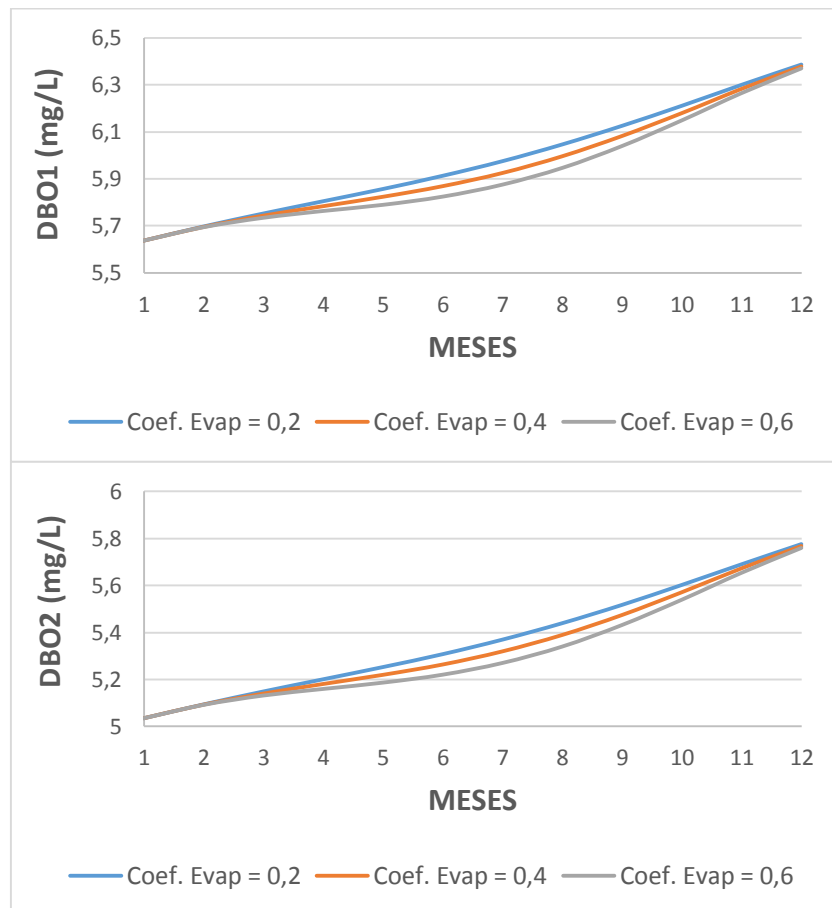 6,5
6,3
6,1
5,9
5,7
5,5
DBO1 (mg/L)
1 2 3 4 5 6 7 8 9 10 11 12
MESES
Coef. Evap = 0,2 Coef. Evap = 0,4 Coef. Evap = 0,6
6
5,8
5,6
5,4
5,2
5
DBO2 (mg/L)
1 2 3 4 5 6 7 8 9 10 11 12
MESES
Coef. Evap = 0,2 Coef. Evap = 0,4 Coef. Evap = 0,6